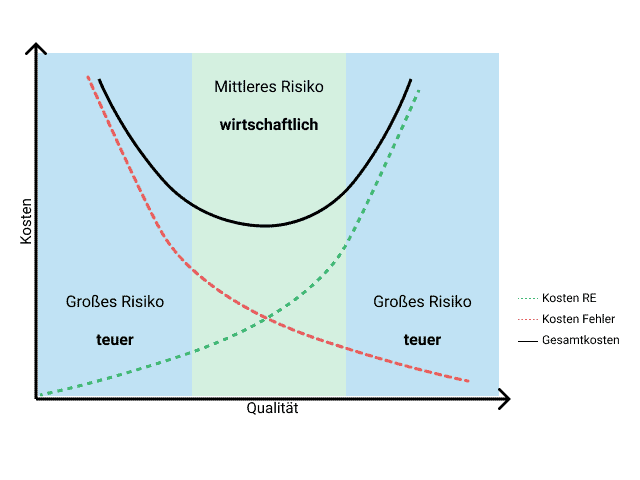 Mittleres Risiko
wirtschaftlich
Kosten
Großes Risiko
teuer
Großes Risiko
teuer
Kosten RE
Kosten Fehler
Gesamtkosten
Qualität